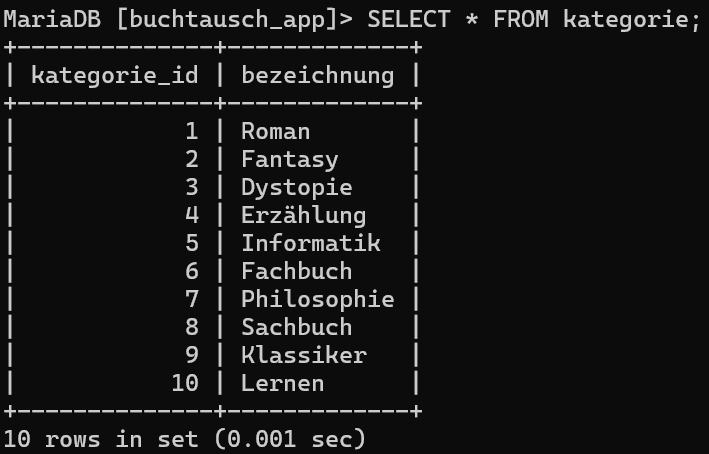 MariaDB [buchtausch_app]> SELECT * FROM kategorie;
+--------------+-------------+
| kategorie_id | bezeichnung |
+--------------+-------------+
|            1 | Roman       |
|            2 | Fantasy     |
|            3 | Dystopie    |
|            4 | Erzählung   |
|            5 | Informatik  |
|            6 | Fachbuch    |
|            7 | Philosophie |
|            8 | Sachbuch    |
|            9 | Klassiker   |
|           10 | Lernen      |
+--------------+-------------+
10 rows in set (0.001 sec)